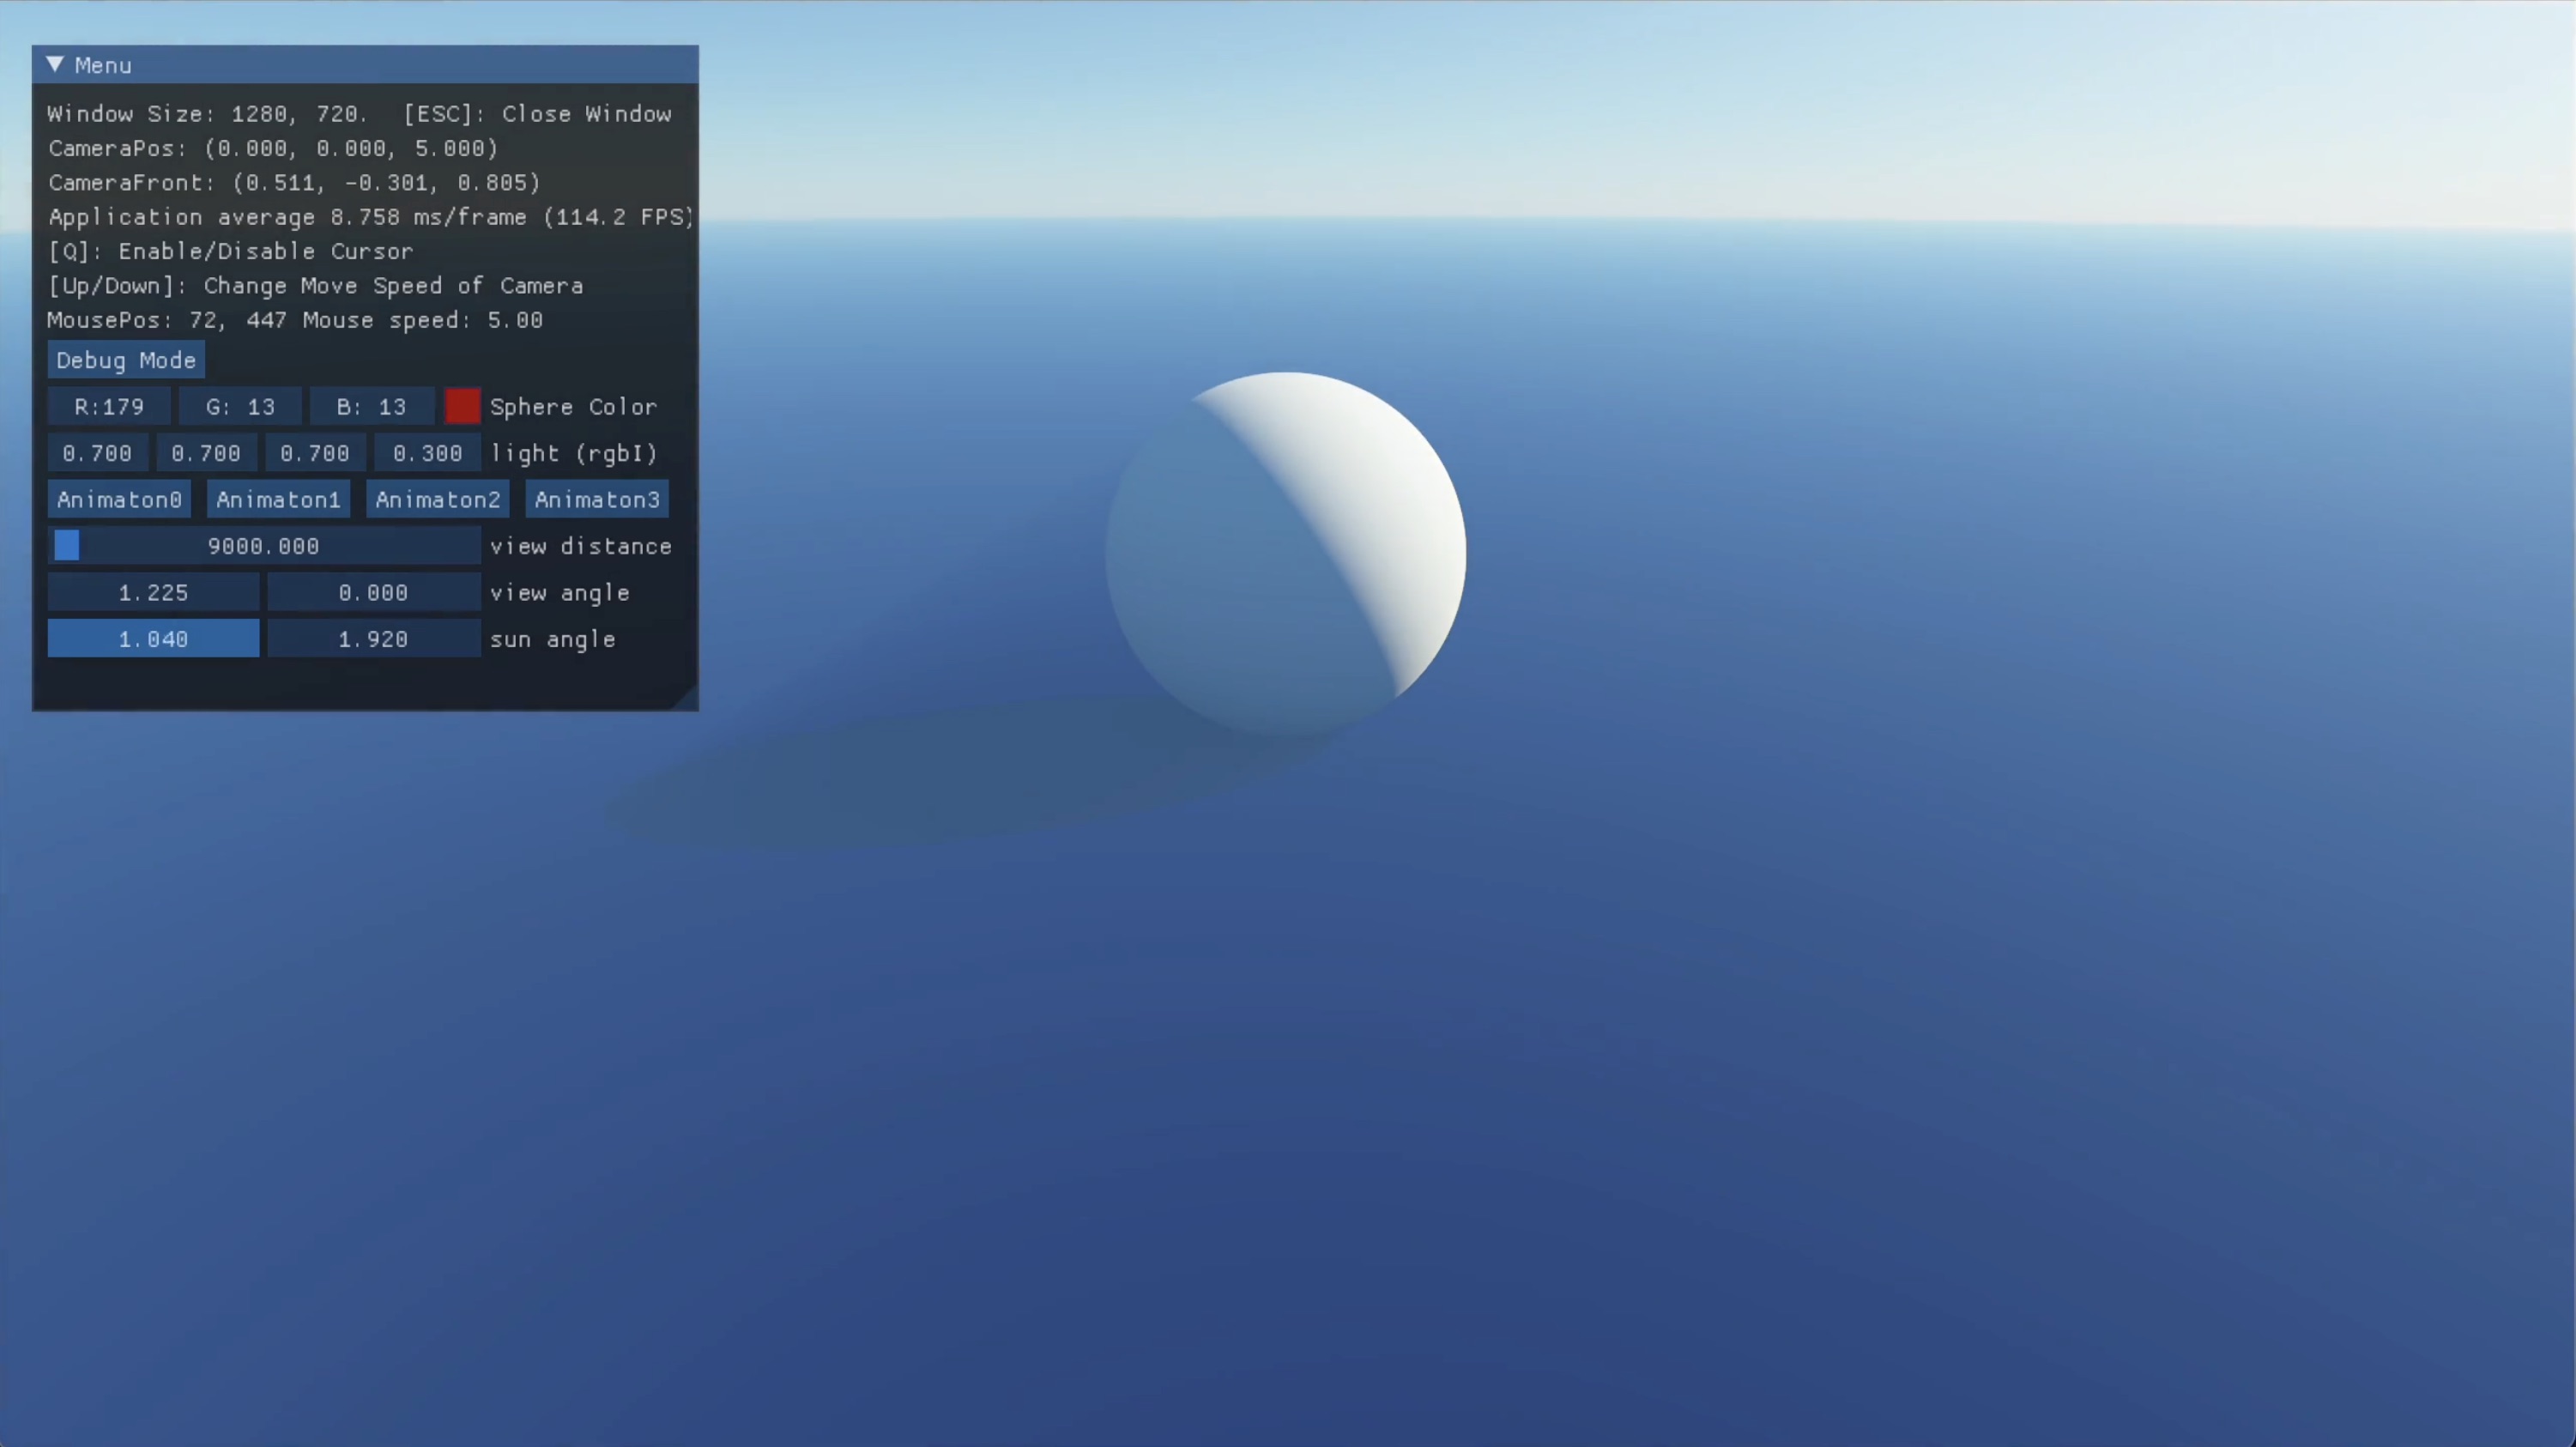 Menu
Window Size: 1280, 720. [ESC]: Close Window
CameraPos: (0.000, 0.000, 5.000)
CameraFront: (0.511, -0.301, 0.805)
Application average 8.758 ms/frame (114.2 FPS)
[Q]: Enable/Disable Cursor
[Up/Down]: Change Move Speed of Camera
MousePos: 72, 447 Mouse speed: 5.00
Debug Mode
R:179 G: 13 B: 13 Sphere Color
0.700 0.700 0.700 0.300 light (rgbI)
Animaton0 Animaton1 Animaton2 Animaton3
9000.000 view distance
1.225 0.000 view angle
1.040 1.920 sun angle